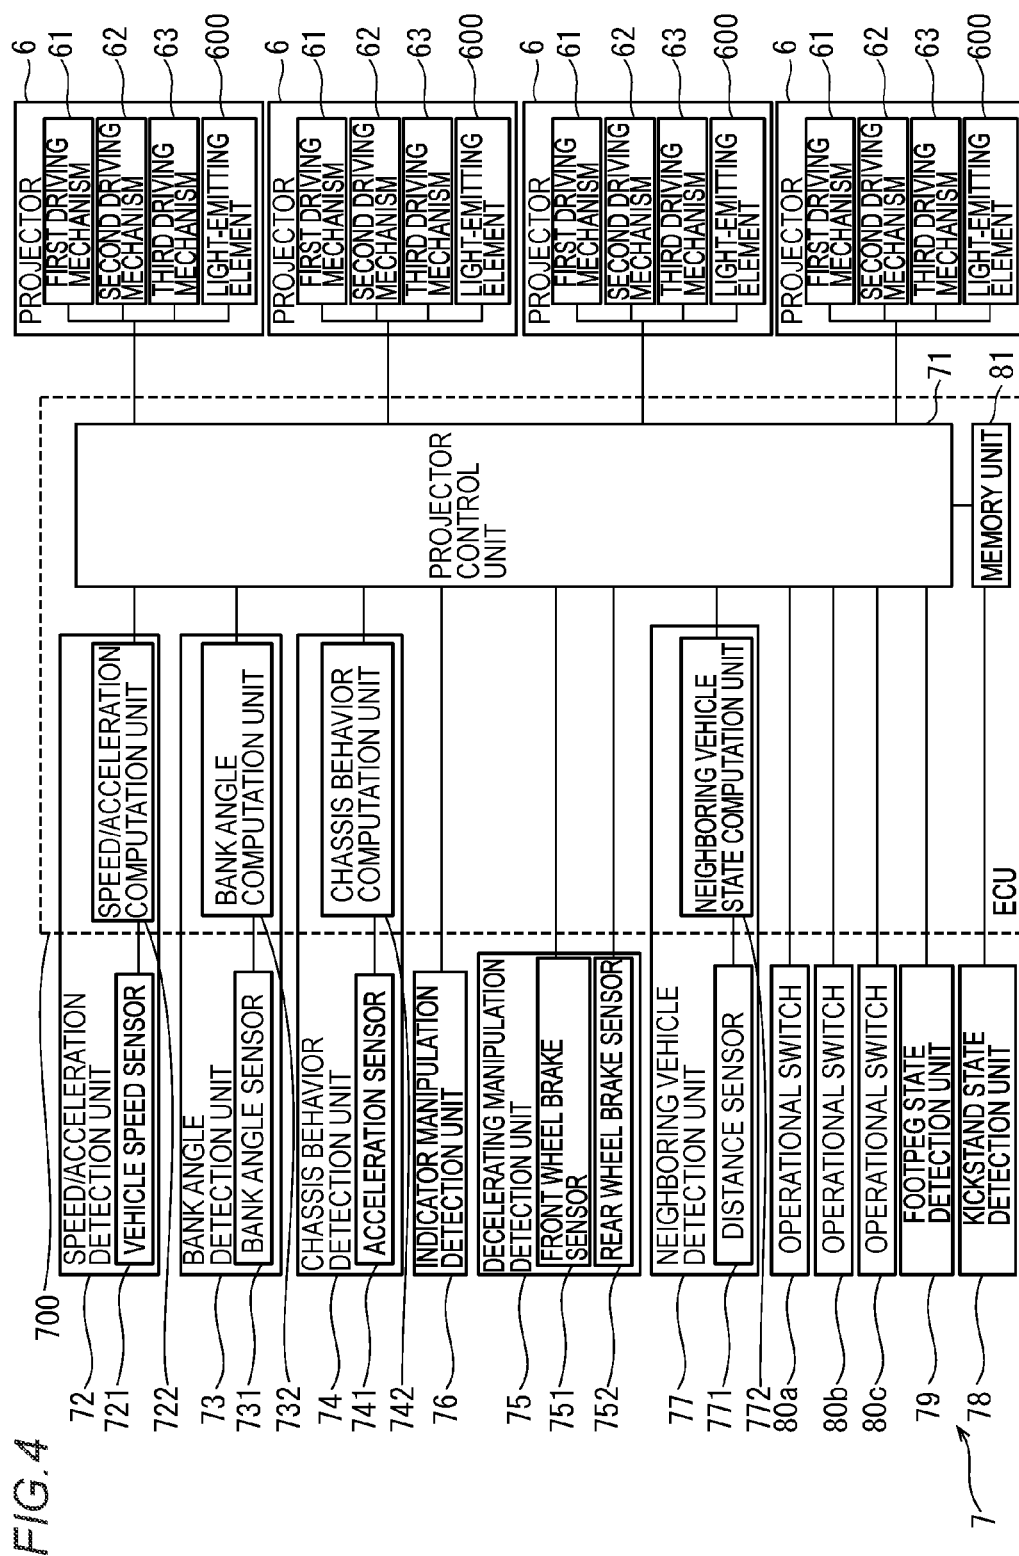 FIG. 4
700
72
SPEED/ACCELERATION
DETECTION UNIT
721
VEHICLE SPEED SENSOR
722
SPEED/ACCELERATION
COMPUTATION UNIT
73
BANK ANGLE
DETECTION UNIT
731
BANK ANGLE SENSOR
732
BANK ANGLE
COMPUTATION UNIT
74
CHASSIS BEHAVIOR
DETECTION UNIT
741
ACCELERATION SENSOR
742
CHASSIS BEHAVIOR
COMPUTATION UNIT
76
INDICATOR MANIPULATION
DETECTION UNIT
75
DECELERATING MANIPULATION
DETECTION UNIT
751
FRONT WHEEL BRAKE
SENSOR
752
REAR WHEEL BRAKE SENSOR
77
NEIGHBORING VEHICLE
DETECTION UNIT
771
DISTANCE SENSOR
772
NEIGHBORING VEHICLE
STATE COMPUTATION UNIT
80a
OPERATIONAL SWITCH
80b
OPERATIONAL SWITCH
80c
OPERATIONAL SWITCH
79
FOOTPEG STATE
DETECTION UNIT
78
KICKSTAND STATE
DETECTION UNIT
7
ECU
PROJECTOR
CONTROL
UNIT
71
MEMORY UNIT
81
PROJECTOR
6
FIRST DRIVING
MECHANISM
61
SECOND DRIVING
MECHANISM
62
THIRD DRIVING
MECHANISM
63
LIGHT-EMITTING
ELEMENT
600
PROJECTOR
6
FIRST DRIVING
MECHANISM
61
SECOND DRIVING
MECHANISM
62
THIRD DRIVING
MECHANISM
63
LIGHT-EMITTING
ELEMENT
600
PROJECTOR
6
FIRST DRIVING
MECHANISM
61
SECOND DRIVING
MECHANISM
62
THIRD DRIVING
MECHANISM
63
LIGHT-EMITTING
ELEMENT
600
PROJECTOR
6
FIRST DRIVING
MECHANISM
61
SECOND DRIVING
MECHANISM
62
THIRD DRIVING
MECHANISM
63
LIGHT-EMITTING
ELEMENT
600